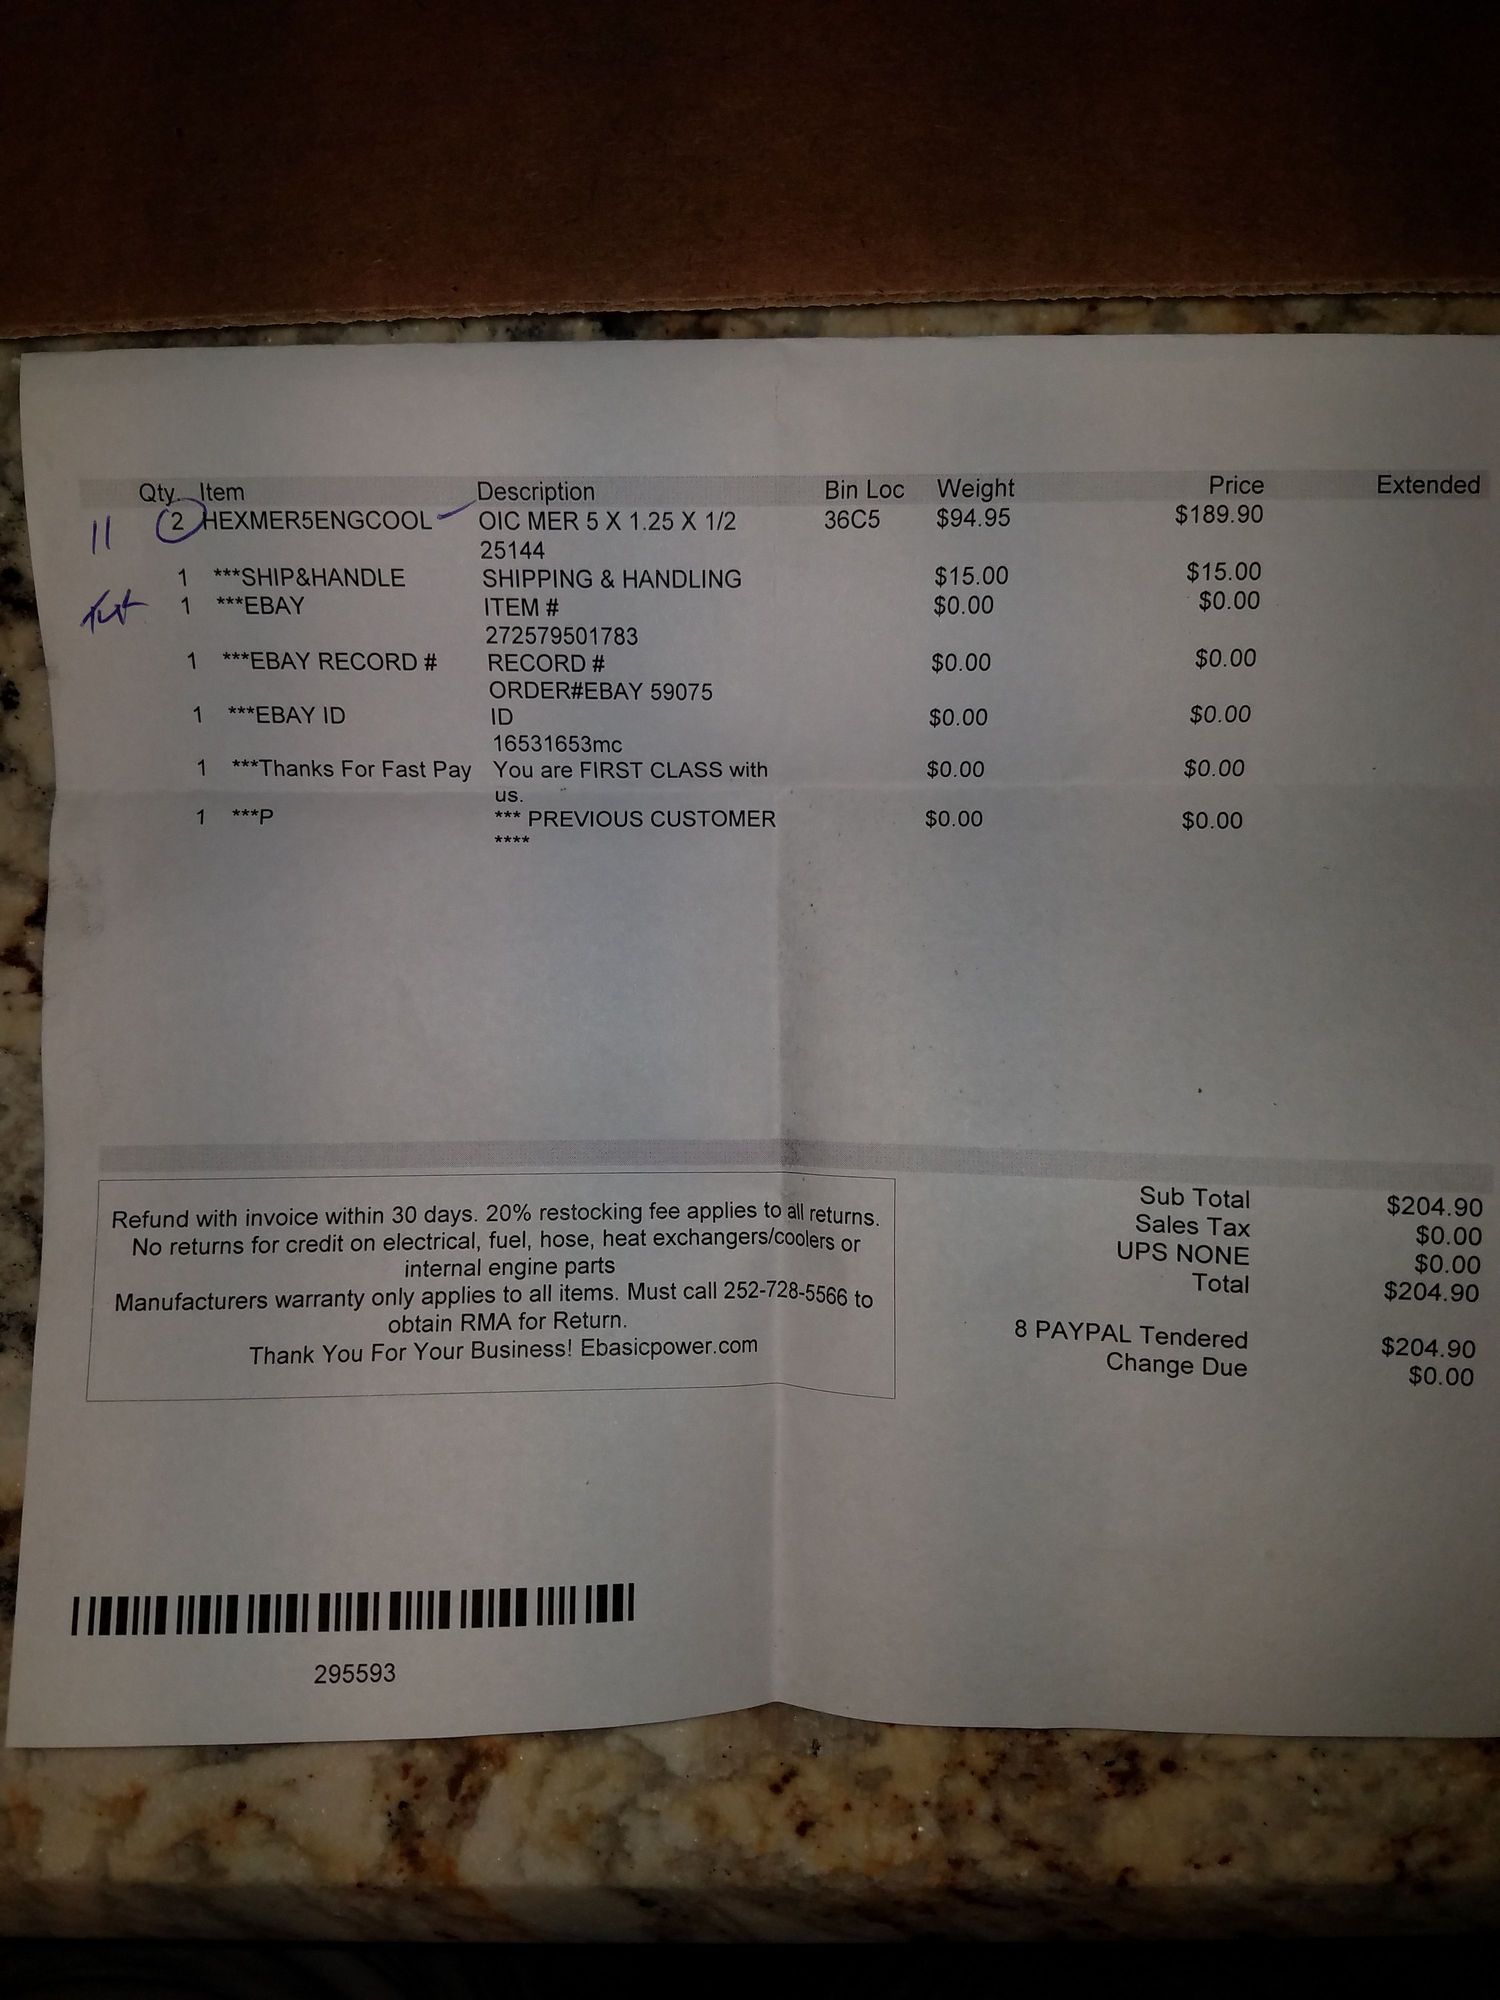 Qty Item Description Bin Loc Weight Price Extended
11 2 HEXMER5ENGCOOL OIC MER 5 X 1.25 X 1/2 36C5 $94.95 $189.90
25144
1 ***SHIP&HANDLE SHIPPING & HANDLING $15.00 $15.00
1 ***EBAY ITEM # $0.00 $0.00
272579501783
1 ***EBAY RECORD # RECORD # $0.00 $0.00
ORDER#EBAY 59075
1 ***EBAY ID ID $0.00 $0.00
16531653mc
1 ***Thanks For Fast Pay You are FIRST CLASS with $0.00 $0.00
us.
1 ***P *** PREVIOUS CUSTOMER $0.00 $0.00
****
Refund with invoice within 30 days. 20% restocking fee applies to all returns.
No returns for credit on electrical, fuel, hose, heat exchangers/coolers or
internal engine parts
Manufacturers warranty only applies to all items. Must call 252-728-5566 to
obtain RMA for Return.
Thank You For Your Business! Ebasicpower.com
Sub Total $204.90
Sales Tax $0.00
UPS NONE $0.00
Total $204.90
8 PAYPAL Tendered $204.90
Change Due $0.00
295593